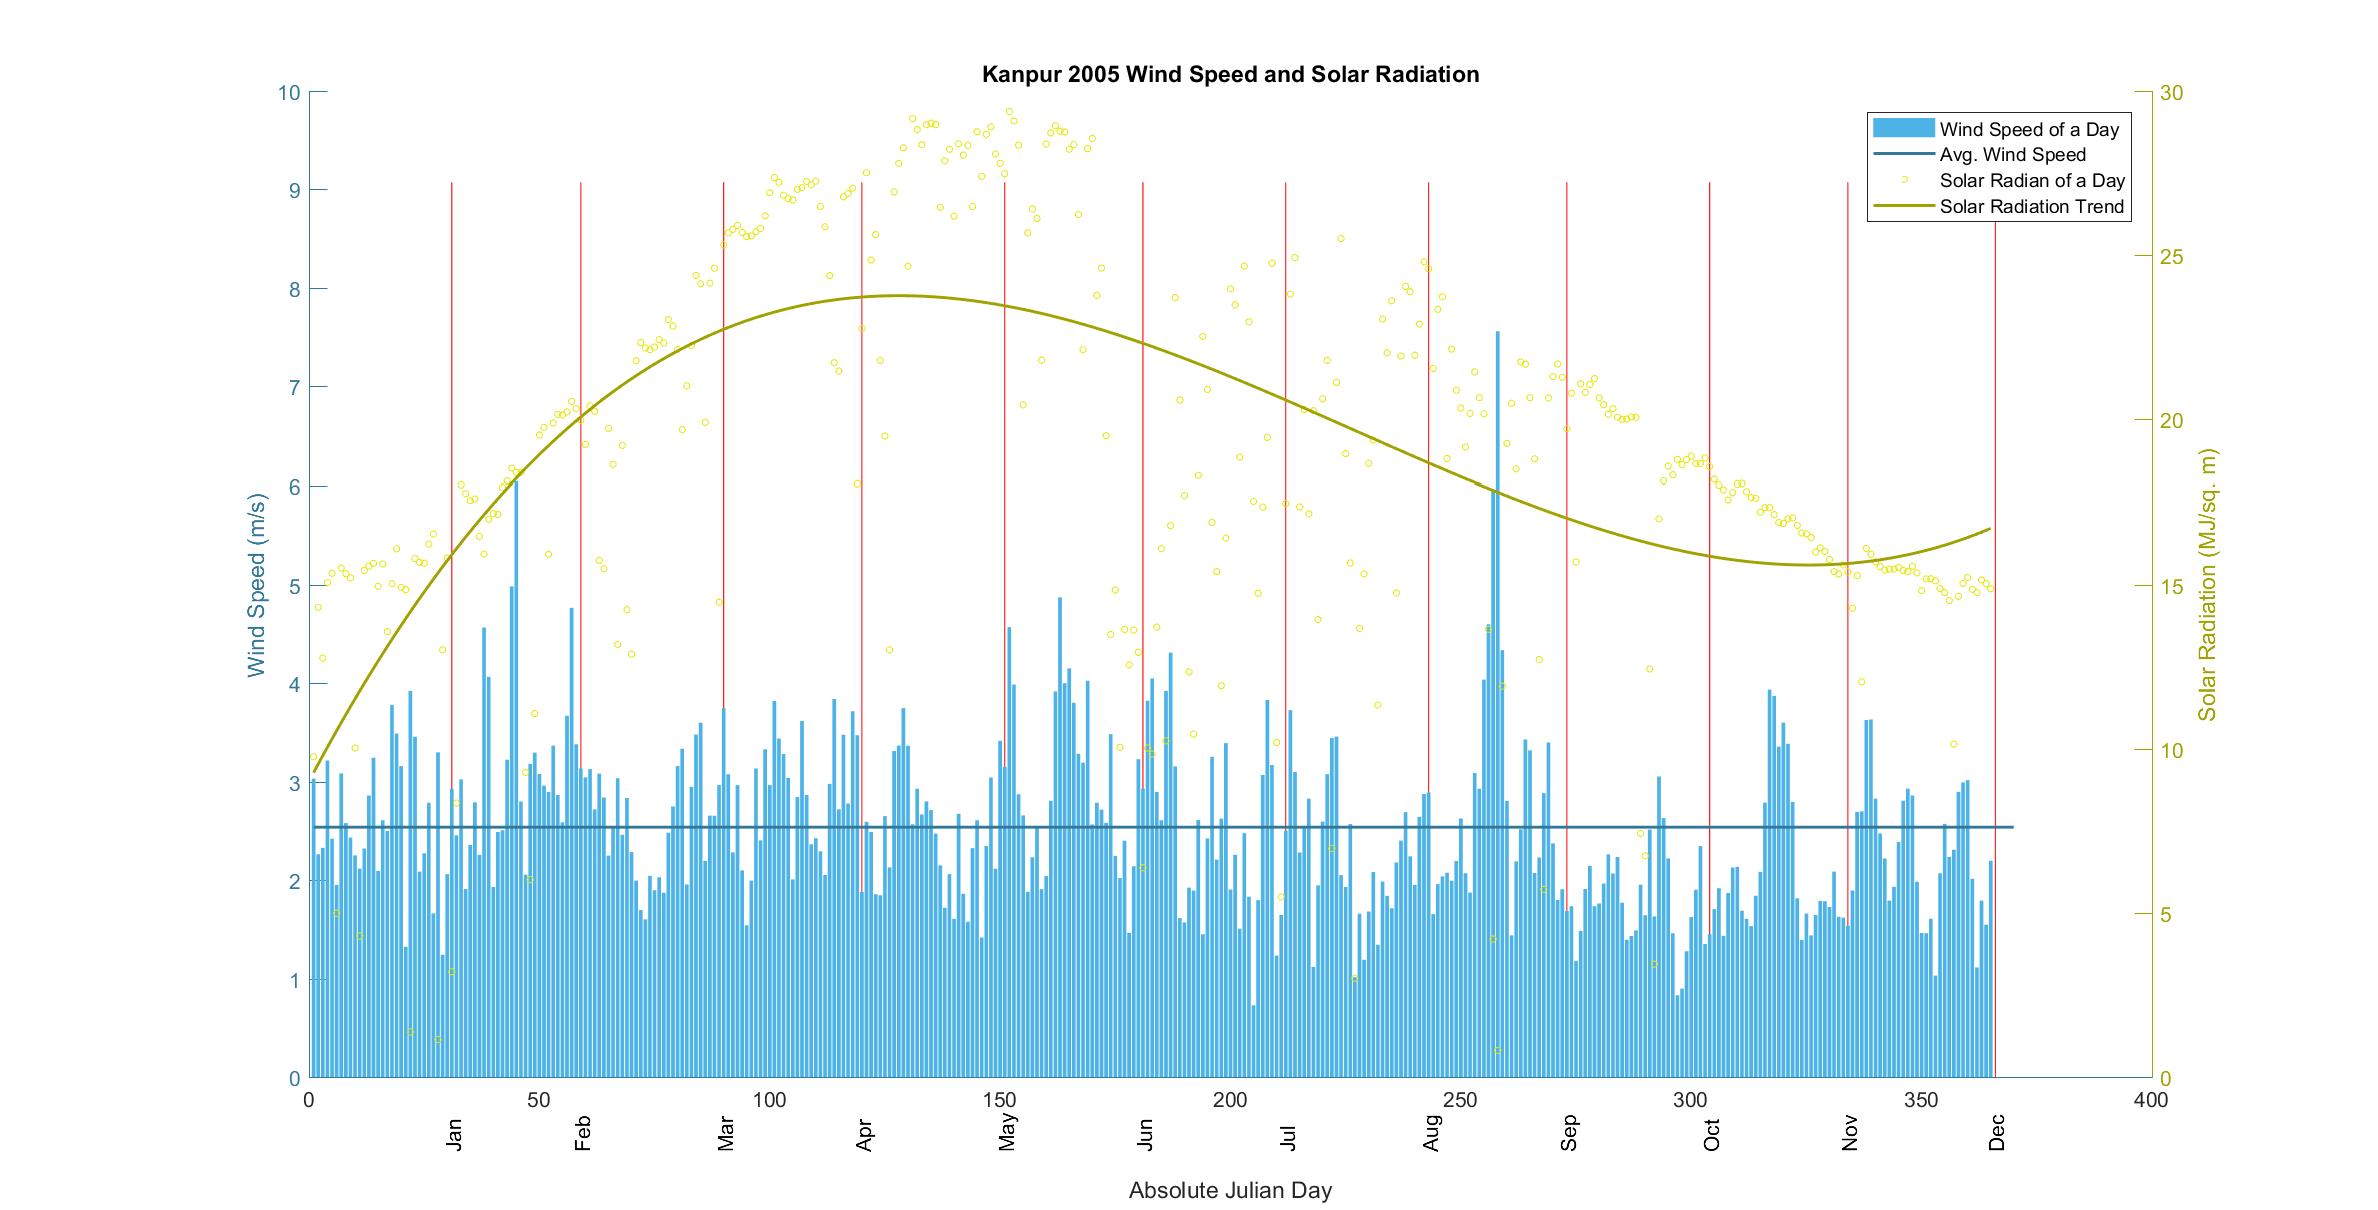 Kanpur 2005 Wind Speed and Solar Radiation
Wind Speed of a Day
Avg. Wind Speed
Solar Radian of a Day
Solar Radiation Trend
Wind Speed (m/s)
10
9
8
7
6
5
4
3
2
1
0
Solar Radiation (MJ/sq. m)
30
25
20
15
10
5
0
0 50 100 150 200 250 300 350 400
Jan Feb Mar Apr May Jun Jul Aug Sep Oct Nov Dec
Absolute Julian Day